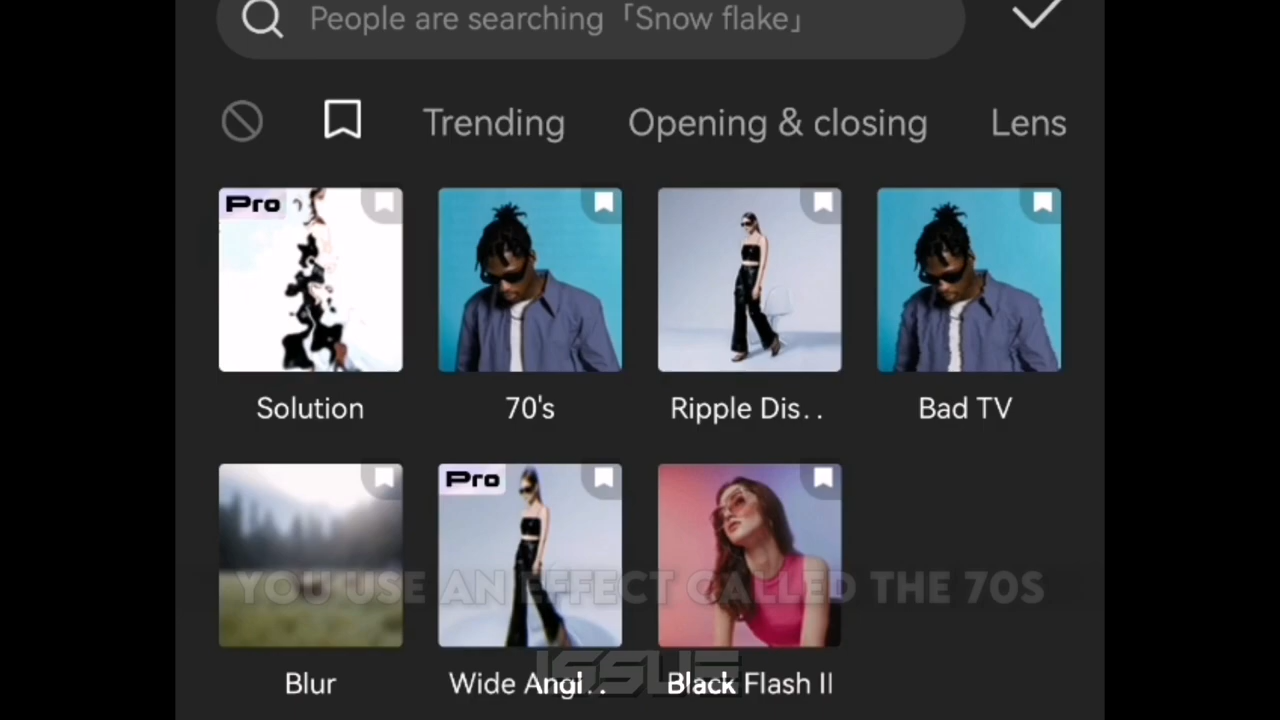 People are searching「Snow flake」
Trending Opening & closing Lens
Pro
Solution 70's Ripple Dis.. Bad TV
Pro
YOU USE AN EFFECT CALLED THE 70S
ISSUE
Blur Wide Angl.. Black Flash II